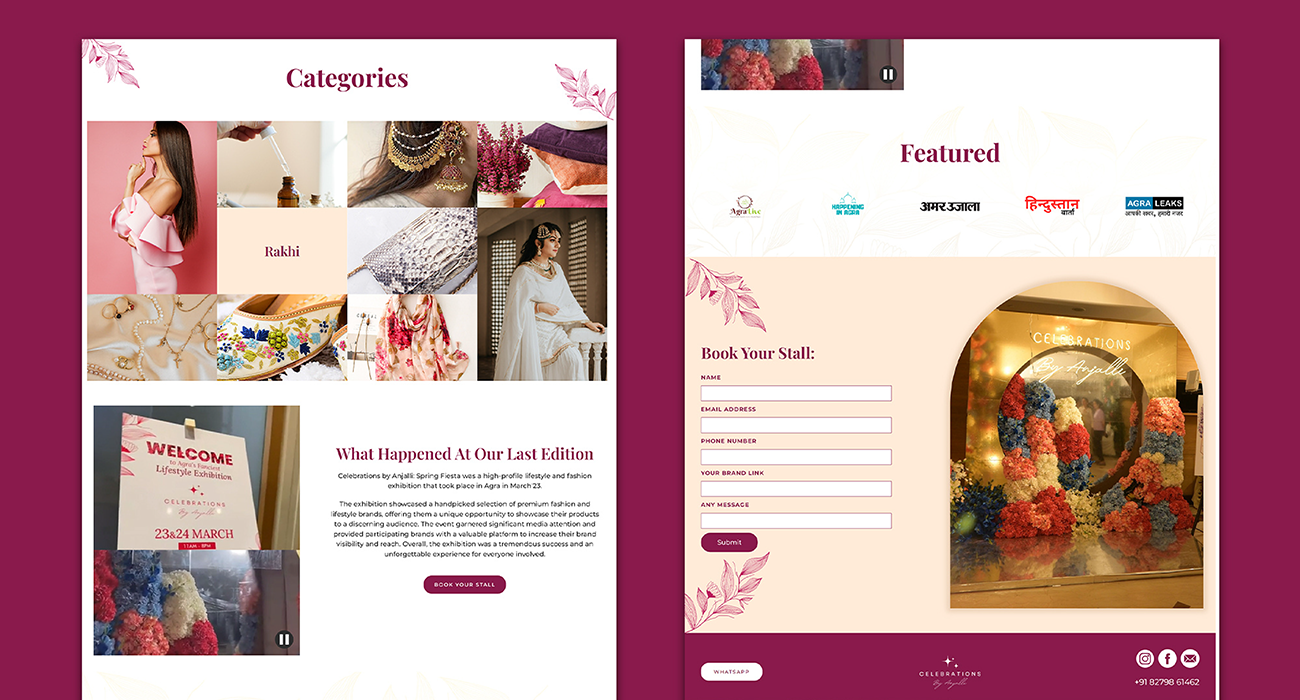 Categories
Rakhi
WELCOME
to Agra's Fanciest
Lifestyle Exhibition
CELEBRATIONS
By Anjalli
23&24 MARCH
11AM - 8PM
What Happened At Our Last Edition
Celebrations by Anjalli: Spring Fiesta was a high-profile lifestyle and fashion
exhibition that took place in Agra in March'23.
The exhibition showcased a handpicked selection of premium fashion and
lifestyle brands, offering them a unique opportunity to showcase their products
to a discerning audience. The event garnered significant media attention and
provided participating brands with a valuable platform to increase their brand
visibility and reach. Overall, the exhibition was a tremendous success and an
unforgettable experience for everyone involved.
BOOK YOUR STALL
Featured
AgraLive
HAPPENING
IN AGRA
अमर उजाला
हिन्दुस्तान
वार्ता
AGRA LEAKS
आपकी खबर, हमारी नजर
Book Your Stall:
NAME
EMAIL ADDRESS
PHONE NUMBER
YOUR BRAND LINK
ANY MESSAGE
Submit
CELEBRATIONS
By Anjalli
WHATSAPP
CELEBRATIONS
By Anjalli
+91 82798 61462